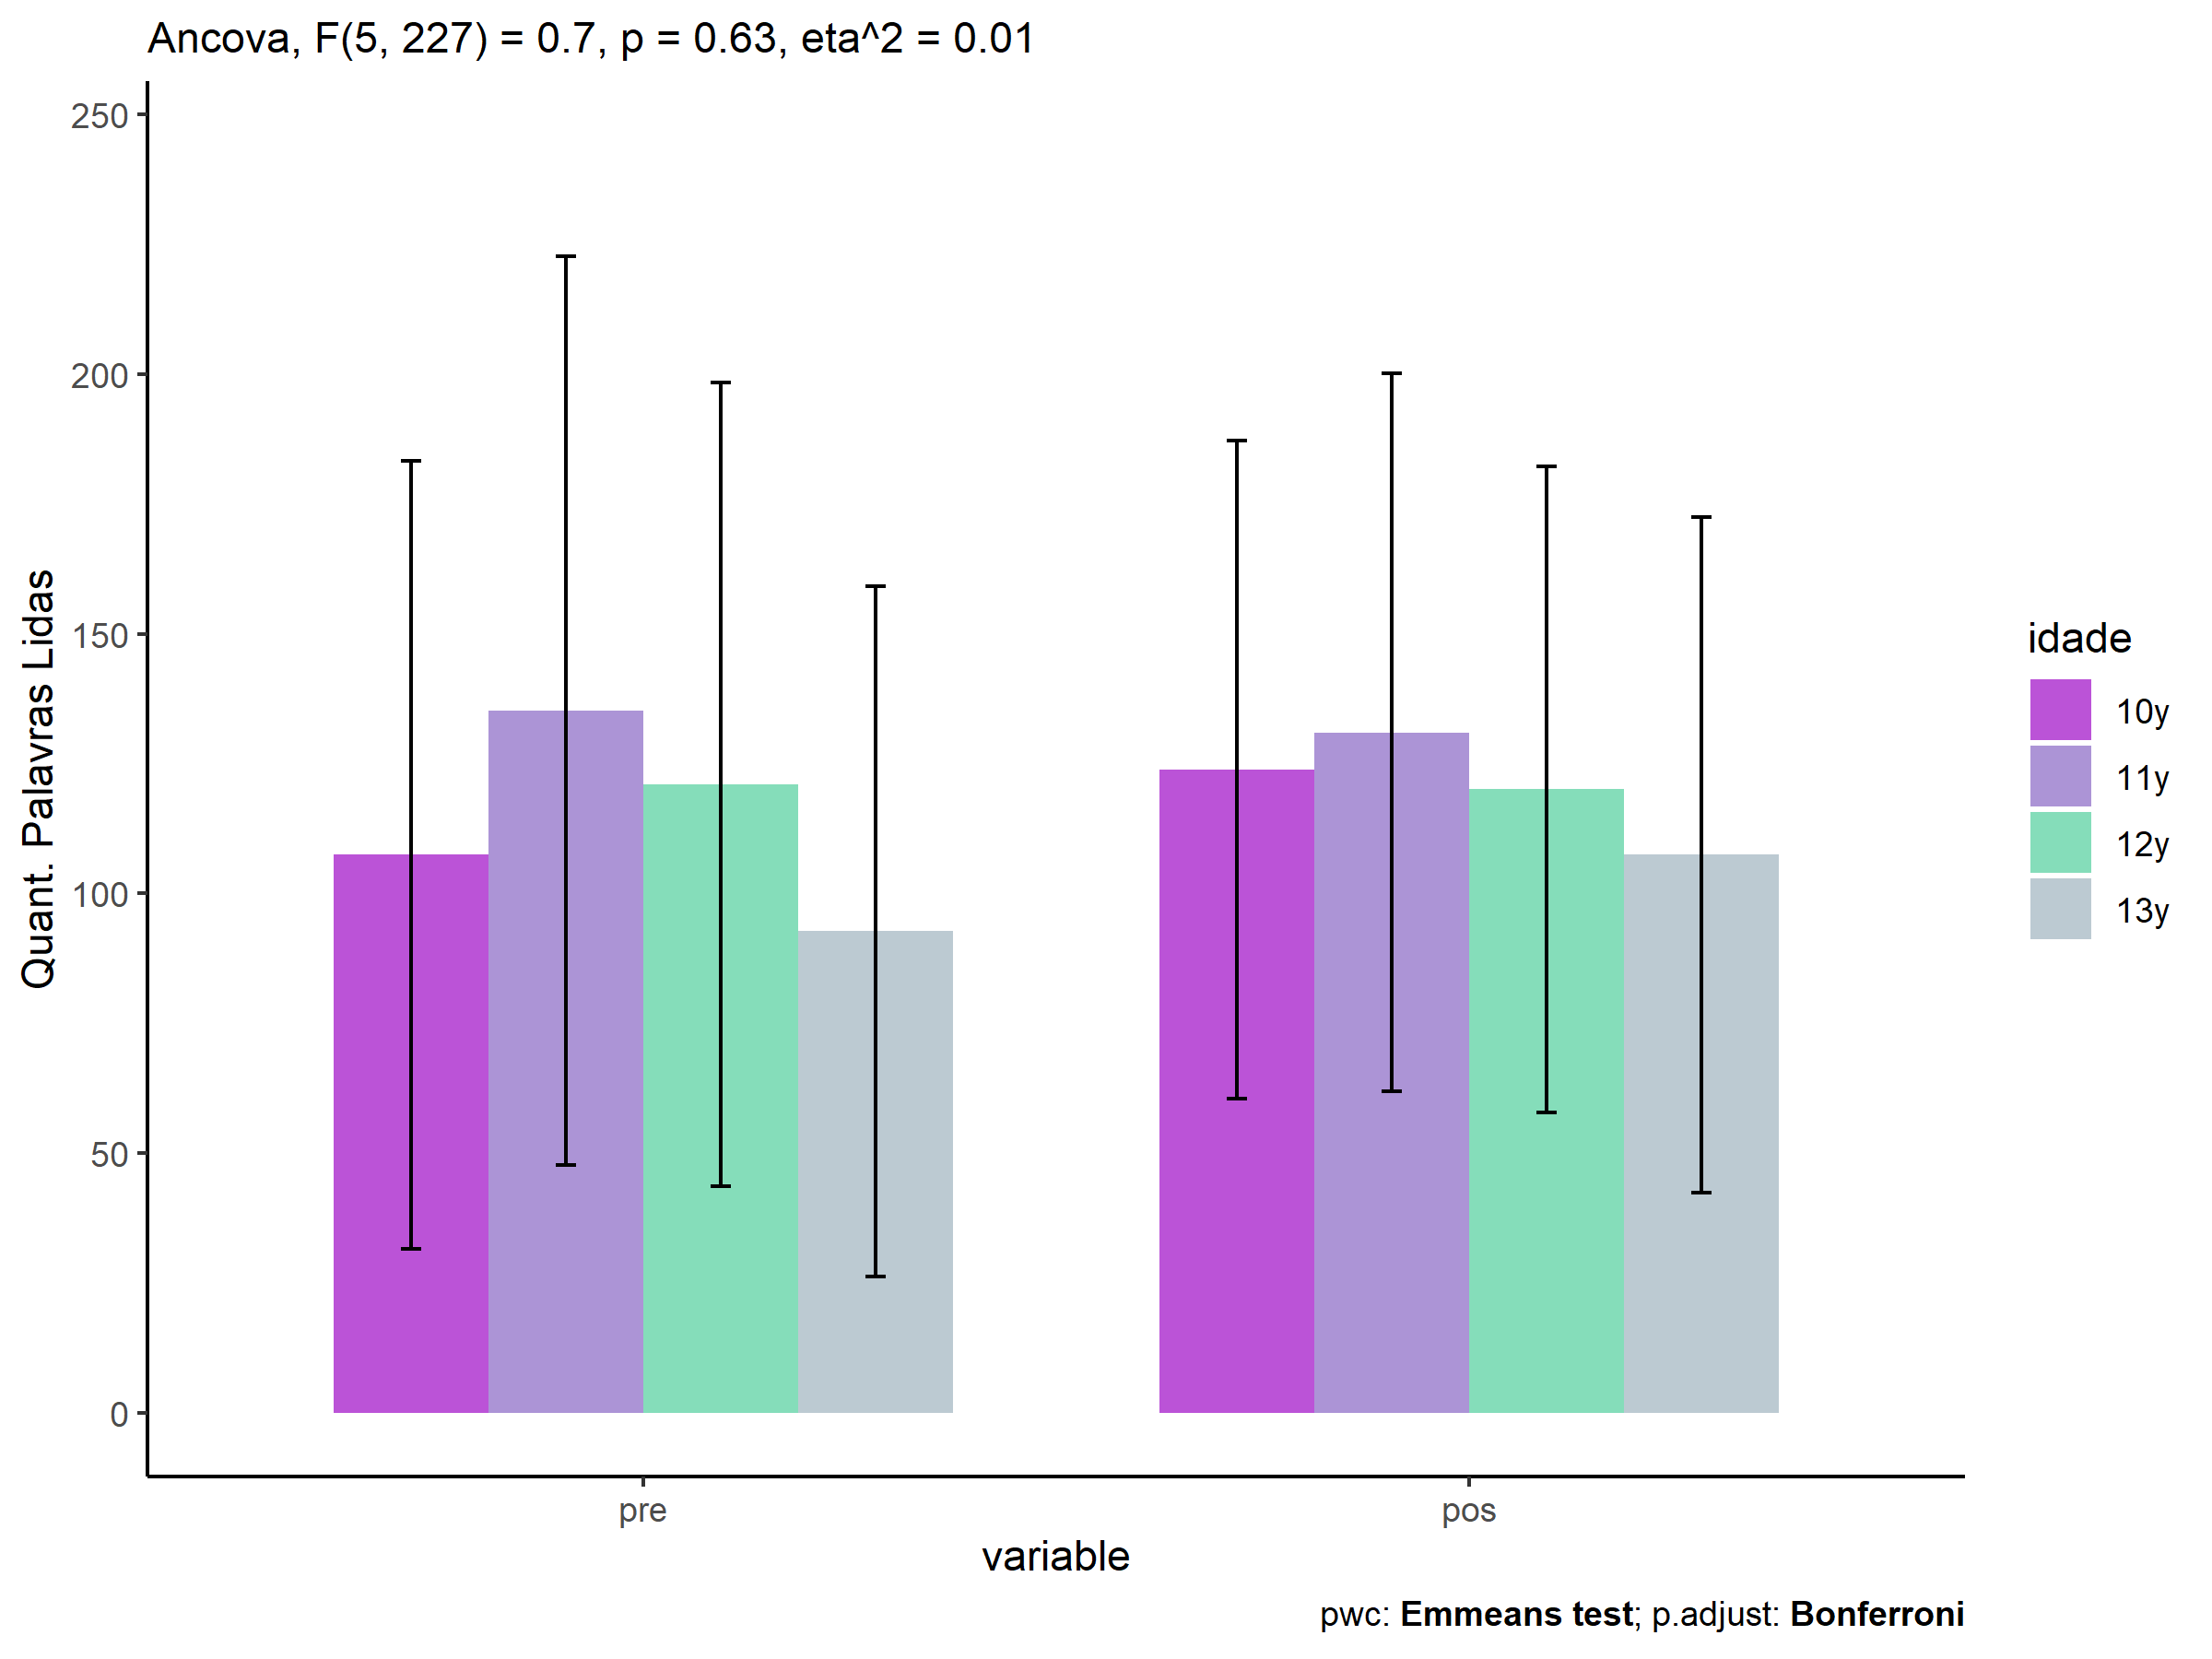 Ancova, F(5, 227) = 0.7, p = 0.63, eta^2 = 0.01
Quant. Palavras Lidas
250
200
150
100
50
0
pre
pos
variable
idade
10y
11y
12y
13y
pwc: Emmeans test; p.adjust: Bonferroni